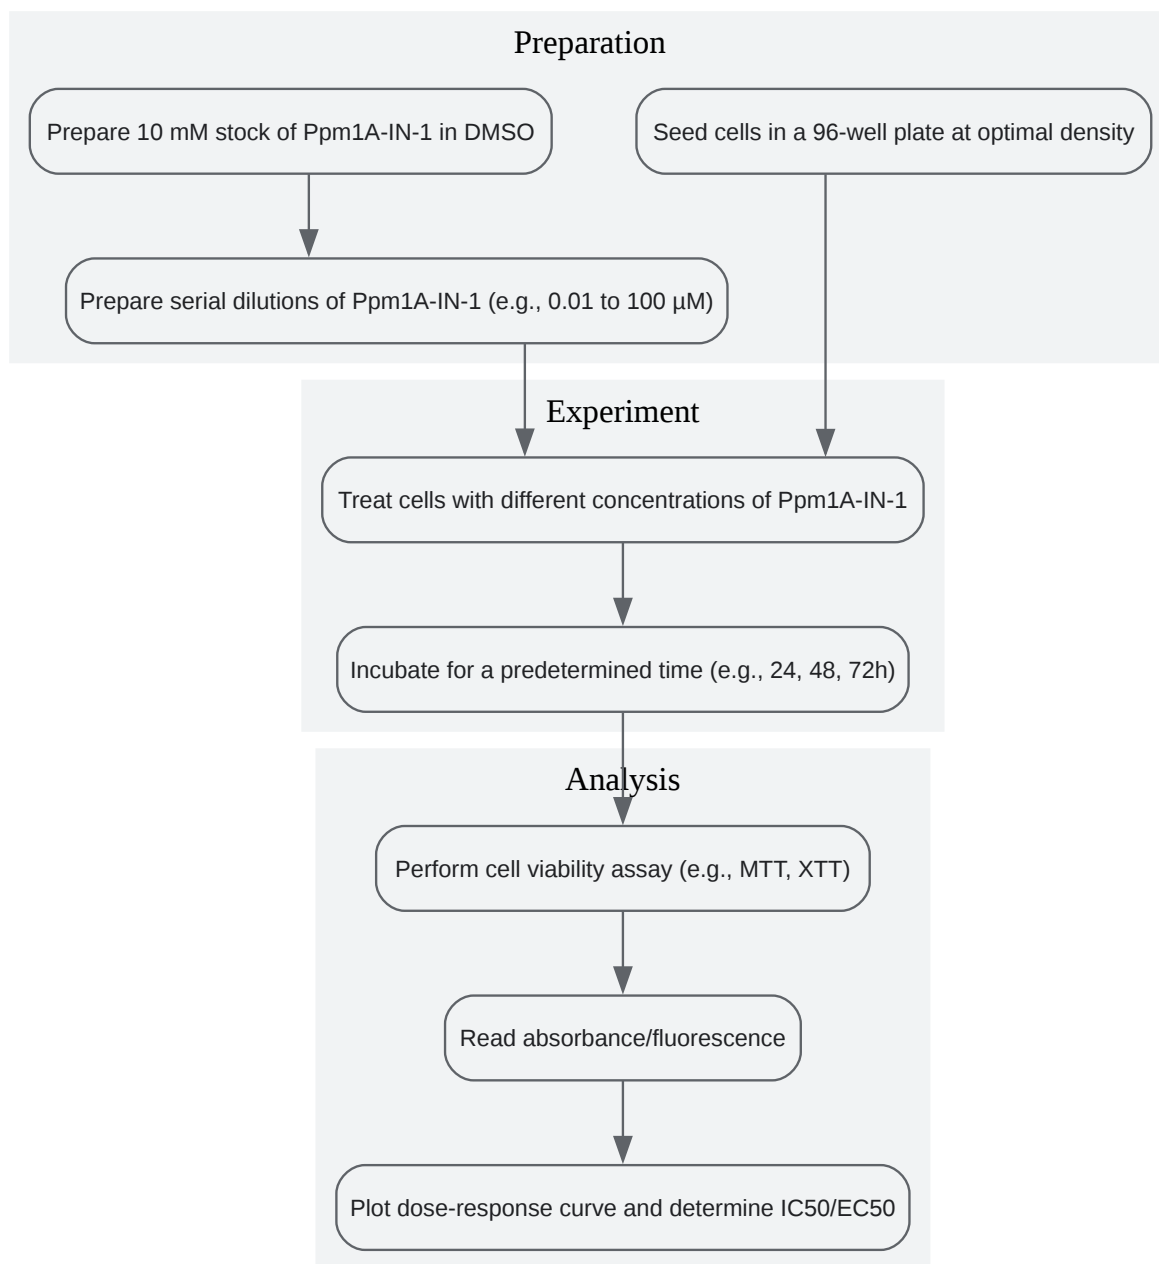 Preparation
Prepare 10 mM stock of Ppm1A-IN-1 in DMSO
Seed cells in a 96-well plate at optimal density
Prepare serial dilutions of Ppm1A-IN-1 (e.g., 0.01 to 100 µM)
Experiment
Treat cells with different concentrations of Ppm1A-IN-1
Incubate for a predetermined time (e.g., 24, 48, 72h)
Analysis
Perform cell viability assay (e.g., MTT, XTT)
Read absorbance/fluorescence
Plot dose-response curve and determine IC50/EC50